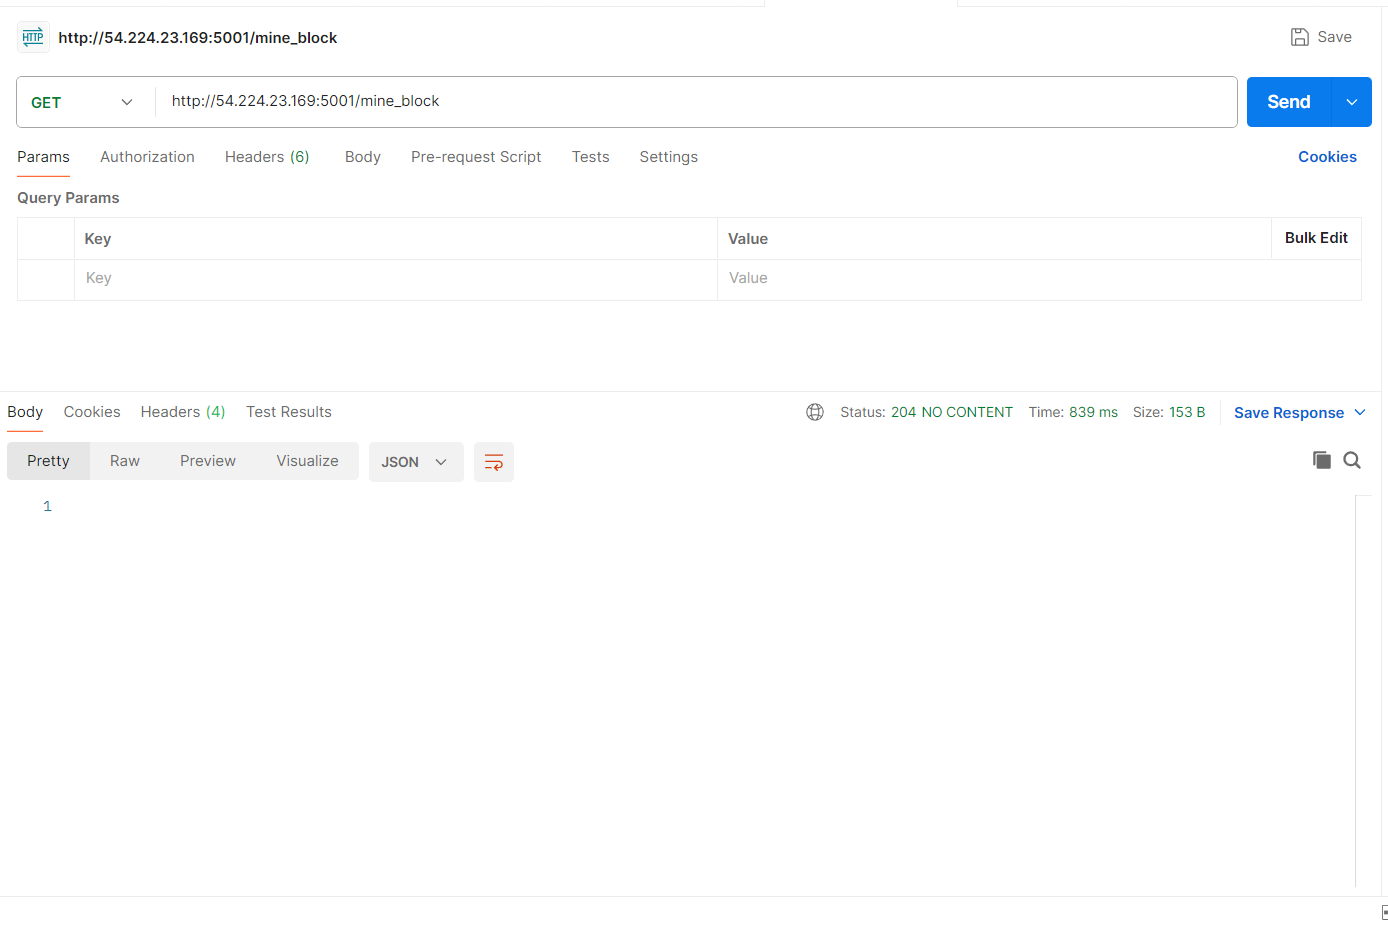 HTTP http://54.224.23.169:5001/mine_block Save
GET http://54.224.23.169:5001/mine_block Send
Params Authorization Headers (6) Body Pre-request Script Tests Settings Cookies
Query Params
Key Value Bulk Edit
Key Value
Body Cookies Headers (4) Test Results Status: 204 NO CONTENT Time: 839 ms Size: 153 B Save Response
Pretty Raw Preview Visualize JSON
1